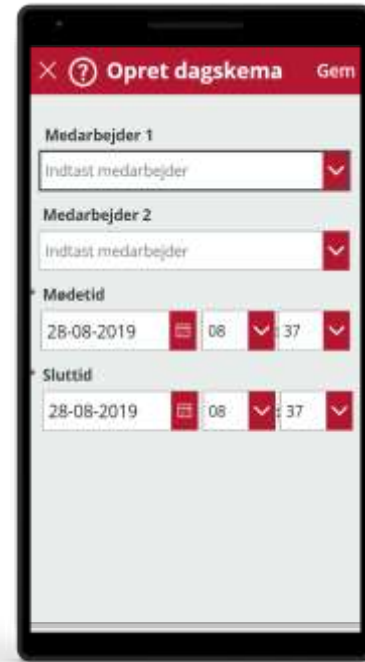 × ? Opret dagskema Gem
Medarbejder 1
Indtast medarbejder
Medarbejder 2
Indtast medarbejder
* Mødetid
28-08-2019 08 : 37
* Sluttid
28-08-2019 08 : 37